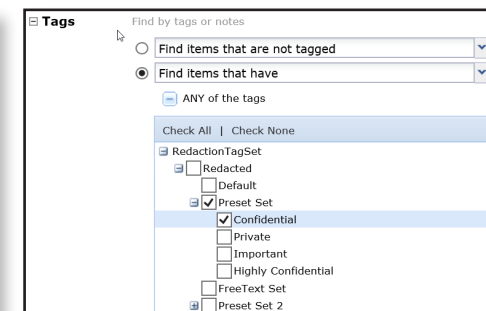 Tags Find by tags or notes
Find items that are not tagged
Find items that have
ANY of the tags
Check All | Check None
RedactionTagSet
Redacted
Default
Preset Set
Confidential
Private
Important
Highly Confidential
FreeText Set
Preset Set 2